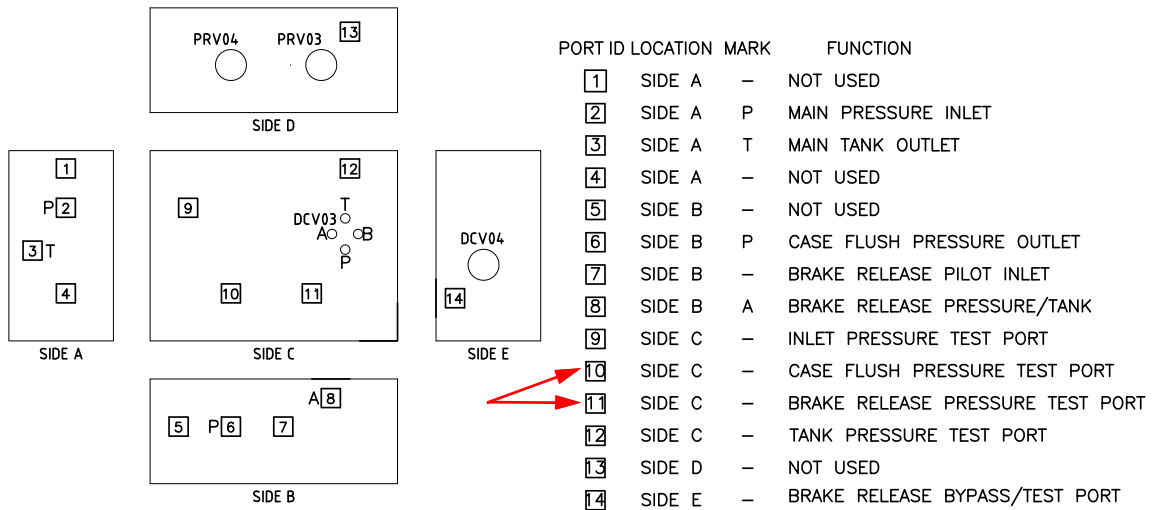 PRV04 PRV03 13
SIDE D
1
P 2
3 T
4
SIDE A
12
9
T
DCV03
A B
P
10 11
SIDE C
DCV04
14
SIDE E
A 8
5 P 6 7
SIDE B
PORT ID LOCATION MARK FUNCTION
1 SIDE A – NOT USED
2 SIDE A P MAIN PRESSURE INLET
3 SIDE A T MAIN TANK OUTLET
4 SIDE A – NOT USED
5 SIDE B – NOT USED
6 SIDE B P CASE FLUSH PRESSURE OUTLET
7 SIDE B – BRAKE RELEASE PILOT INLET
8 SIDE B A BRAKE RELEASE PRESSURE/TANK
9 SIDE C – INLET PRESSURE TEST PORT
10 SIDE C – CASE FLUSH PRESSURE TEST PORT
11 SIDE C – BRAKE RELEASE PRESSURE TEST PORT
12 SIDE C – TANK PRESSURE TEST PORT
13 SIDE D – NOT USED
14 SIDE E – BRAKE RELEASE BYPASS/TEST PORT